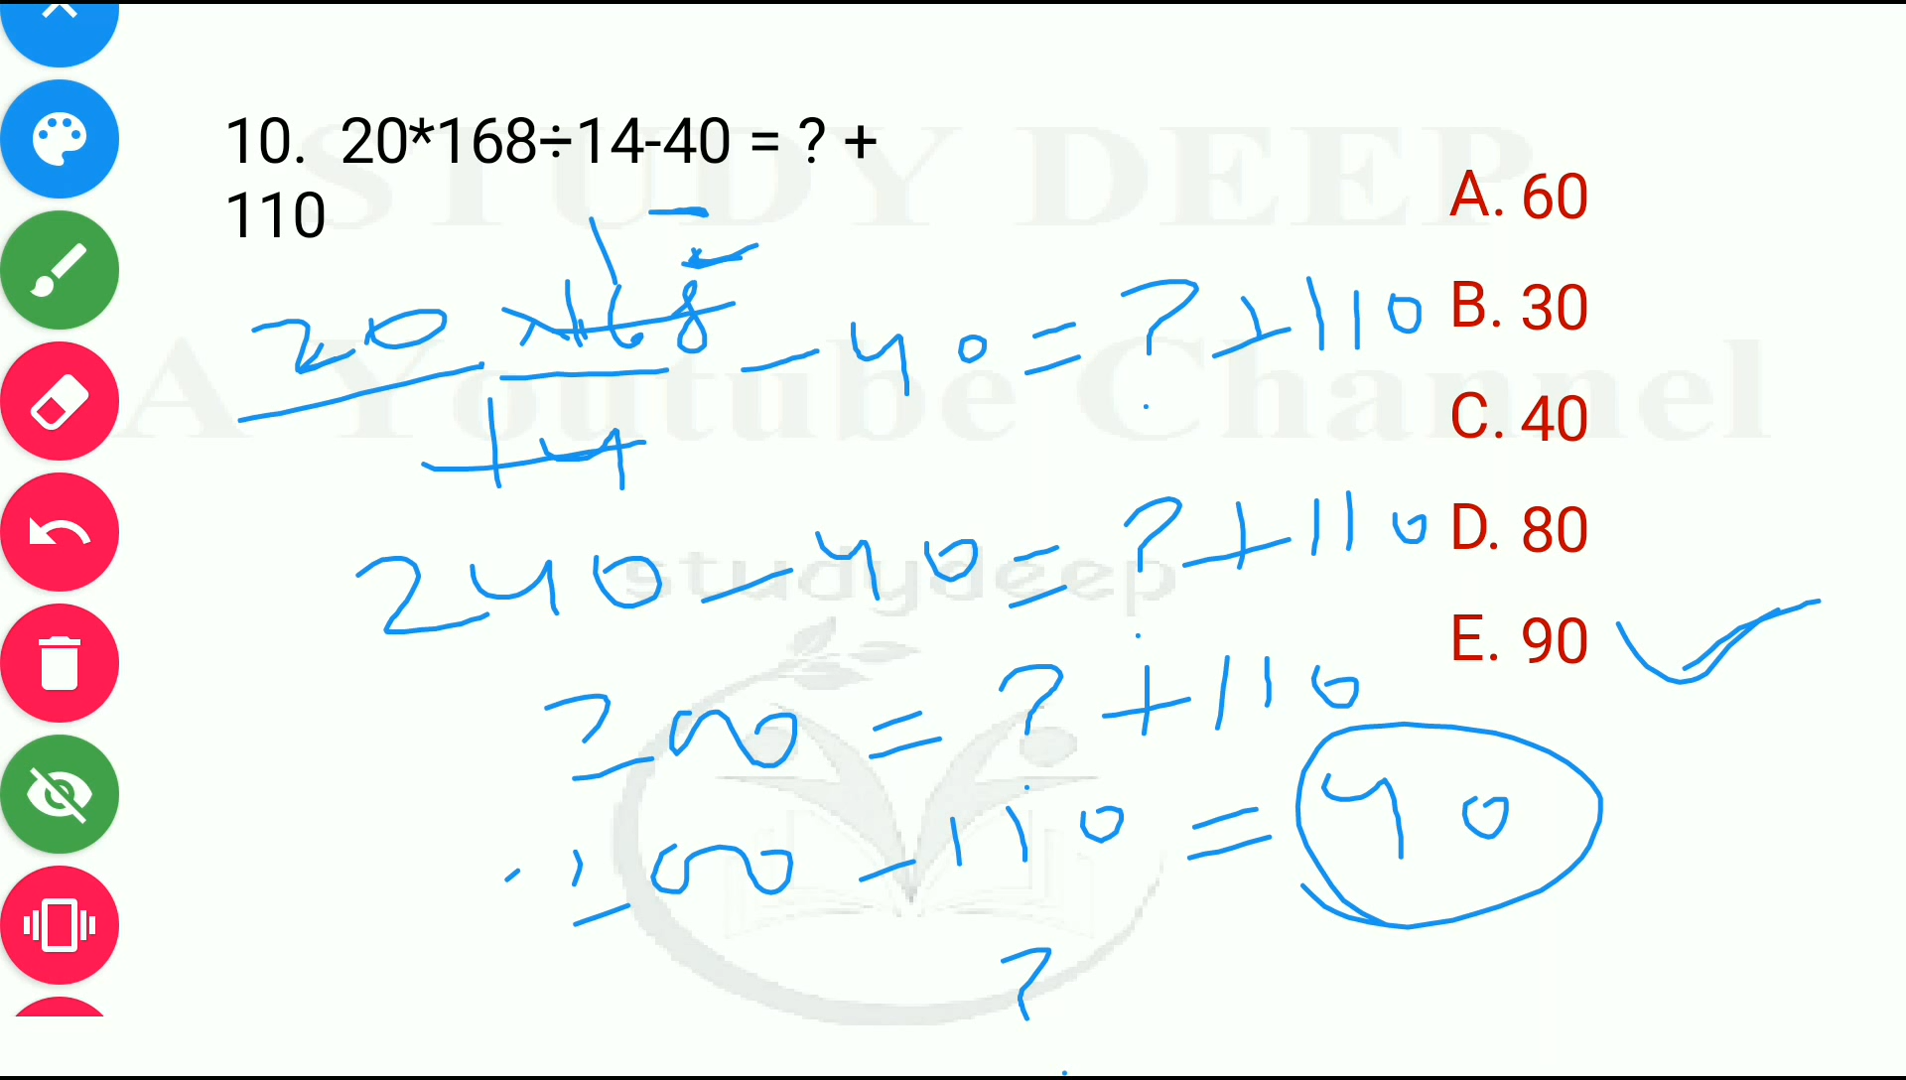 10. 20*168÷14-40 = ? +
110
A. 60
B. 30
C. 40
D. 80
E. 90
STUDY DEEP
A Youtube Channel
studydeep
20 × 168 - 40 = ? + 110
14
240 - 40 = ? + 110
200 = ? + 110
200 - 110 = 90
?